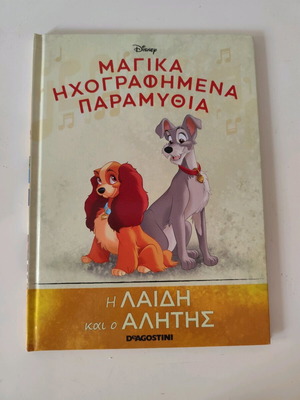 Disney
ΜΑΓΙΚΑ
ΗΧΟΓΡΑΦΗΜΕΝΑ
ΠΑΡΑΜΥΘΙΑ
Η ΛΑΙΔΗ
και ο ΑΛΗΤΗΣ
DeAGOSTINI